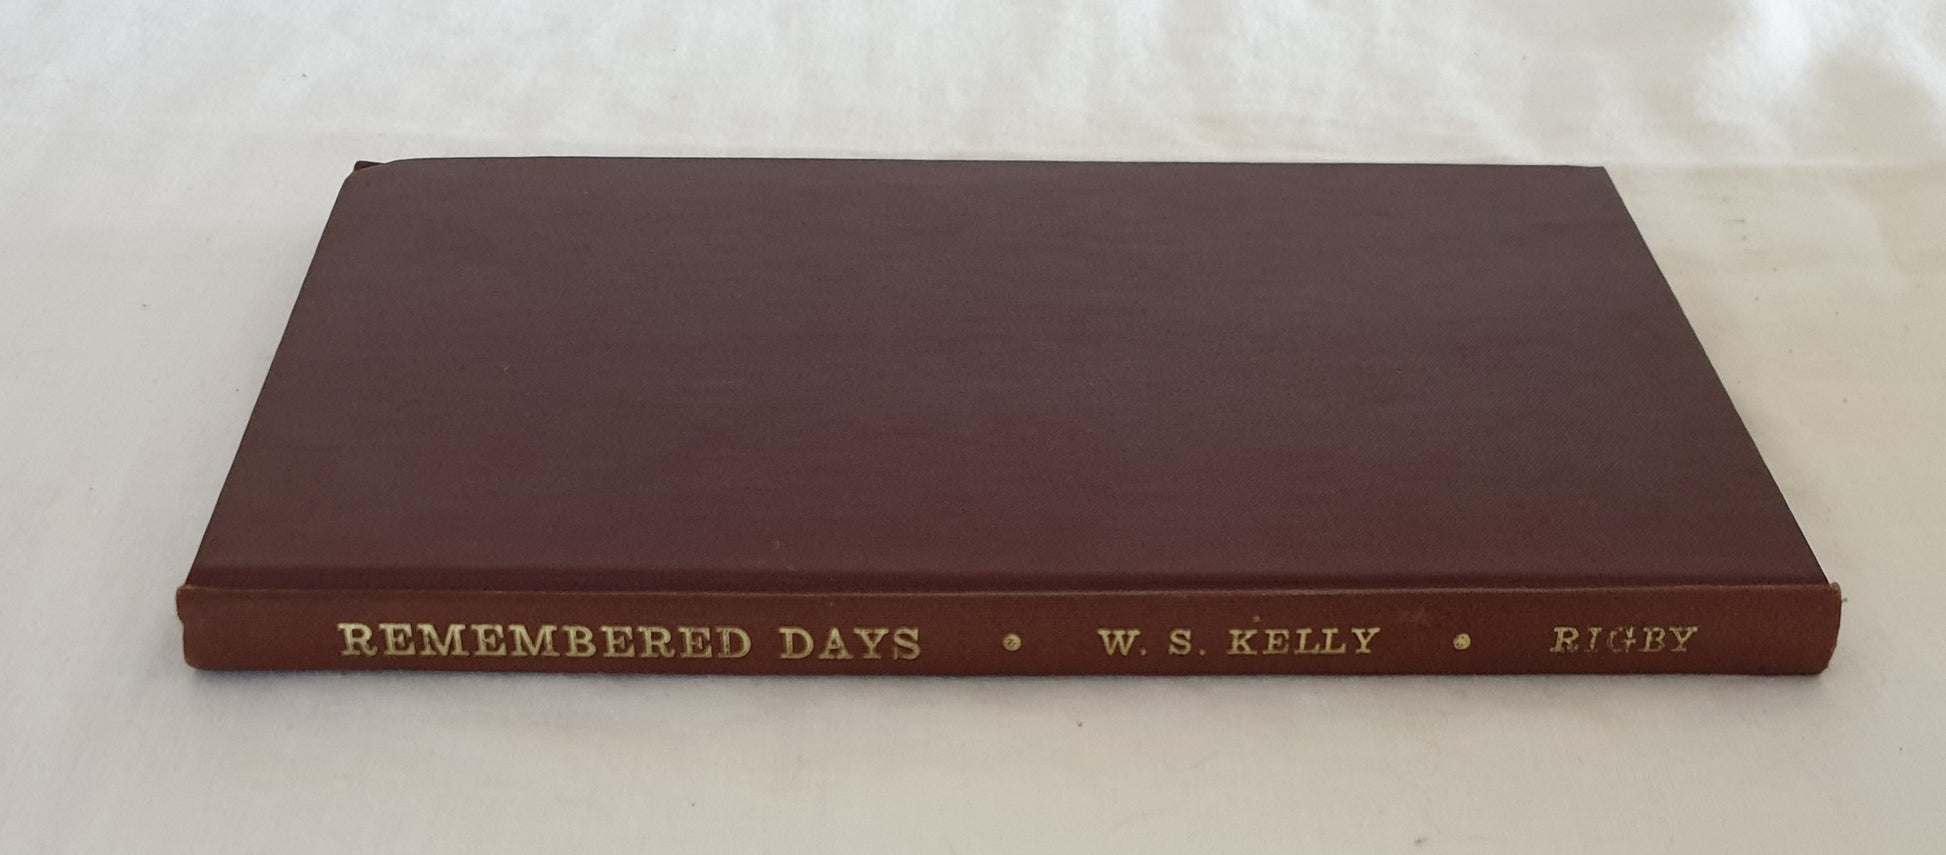 REMEMBERED DAYS • W. S. KELLY • RIGBY